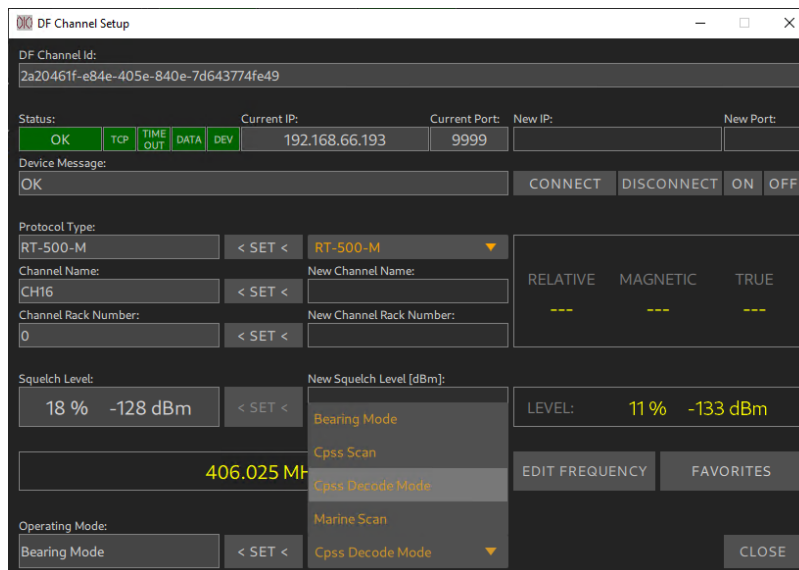 DF Channel Setup
DF Channel Id:
2a20461f-e84e-405e-840e-7d643774fe49
Status: Current IP: Current Port: New IP: New Port:
OK TCP TIME OUT DATA DEV 192.168.66.193 9999
Device Message:
OK CONNECT DISCONNECT ON OFF
Protocol Type:
RT-500-M < SET < RT-500-M
Channel Name: New Channel Name:
RELATIVE MAGNETIC TRUE
CH16 < SET <
--- --- ---
Channel Rack Number: New Channel Rack Number:
0 < SET <
Squelch Level: New Squelch Level [dBm]:
18 % -128 dBm < SET < LEVEL: 11 % -133 dBm
Bearing Mode
Cpss Scan
406.025 MH EDIT FREQUENCY FAVORITES
Cpss Decode Mode
Marine Scan
Operating Mode:
Bearing Mode < SET < Cpss Decode Mode CLOSE